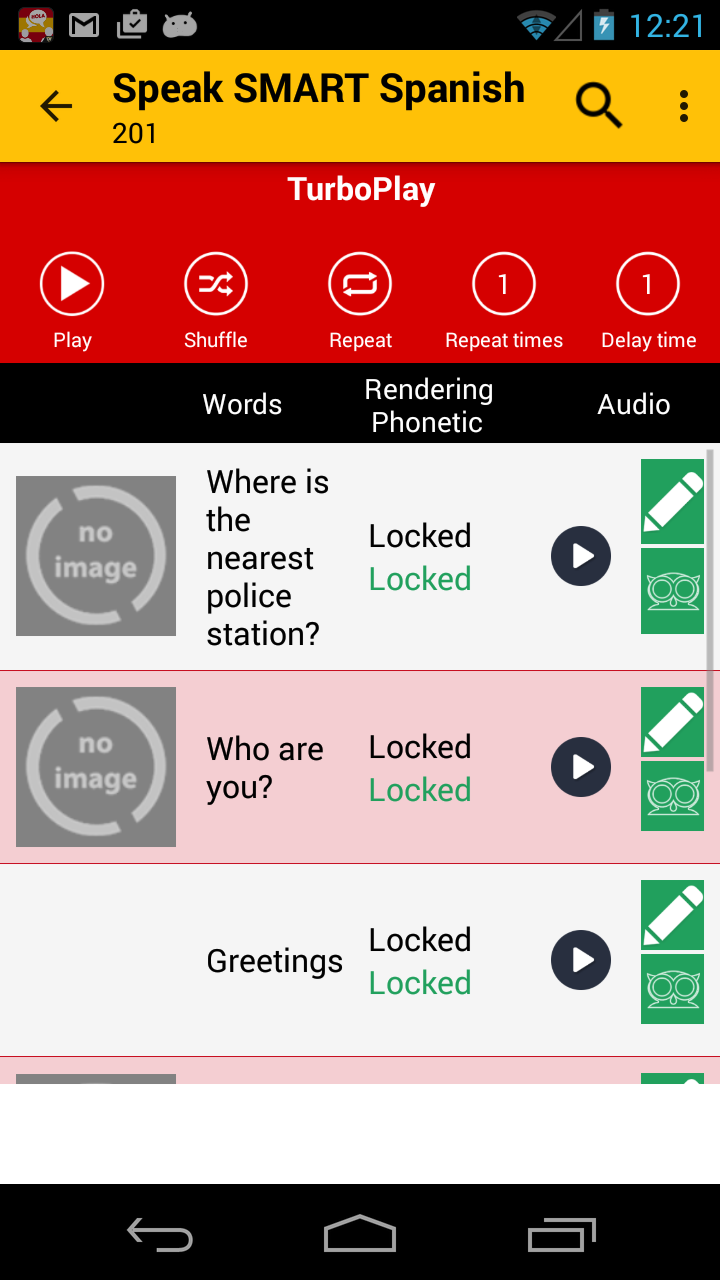 HOLA
12:21
Speak SMART Spanish
201
TurboPlay
1
1
Play
Shuffle
Repeat
Repeat times
Delay time
Words
Rendering
Phonetic
Audio
no
image
Where is
the
nearest
police
station?
Locked
Locked
no
image
Who are
you?
Locked
Locked
Greetings
Locked
Locked